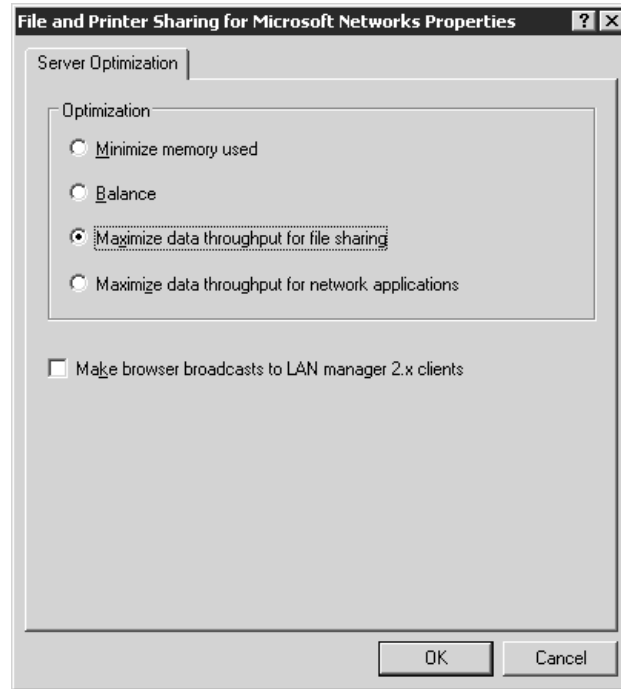 File and Printer Sharing for Microsoft Networks Properties
Server Optimization
Optimization
Minimize memory used
Balance
Maximize data throughput for file sharing
Maximize data throughput for network applications
Make browser broadcasts to LAN manager 2.x clients
OK Cancel